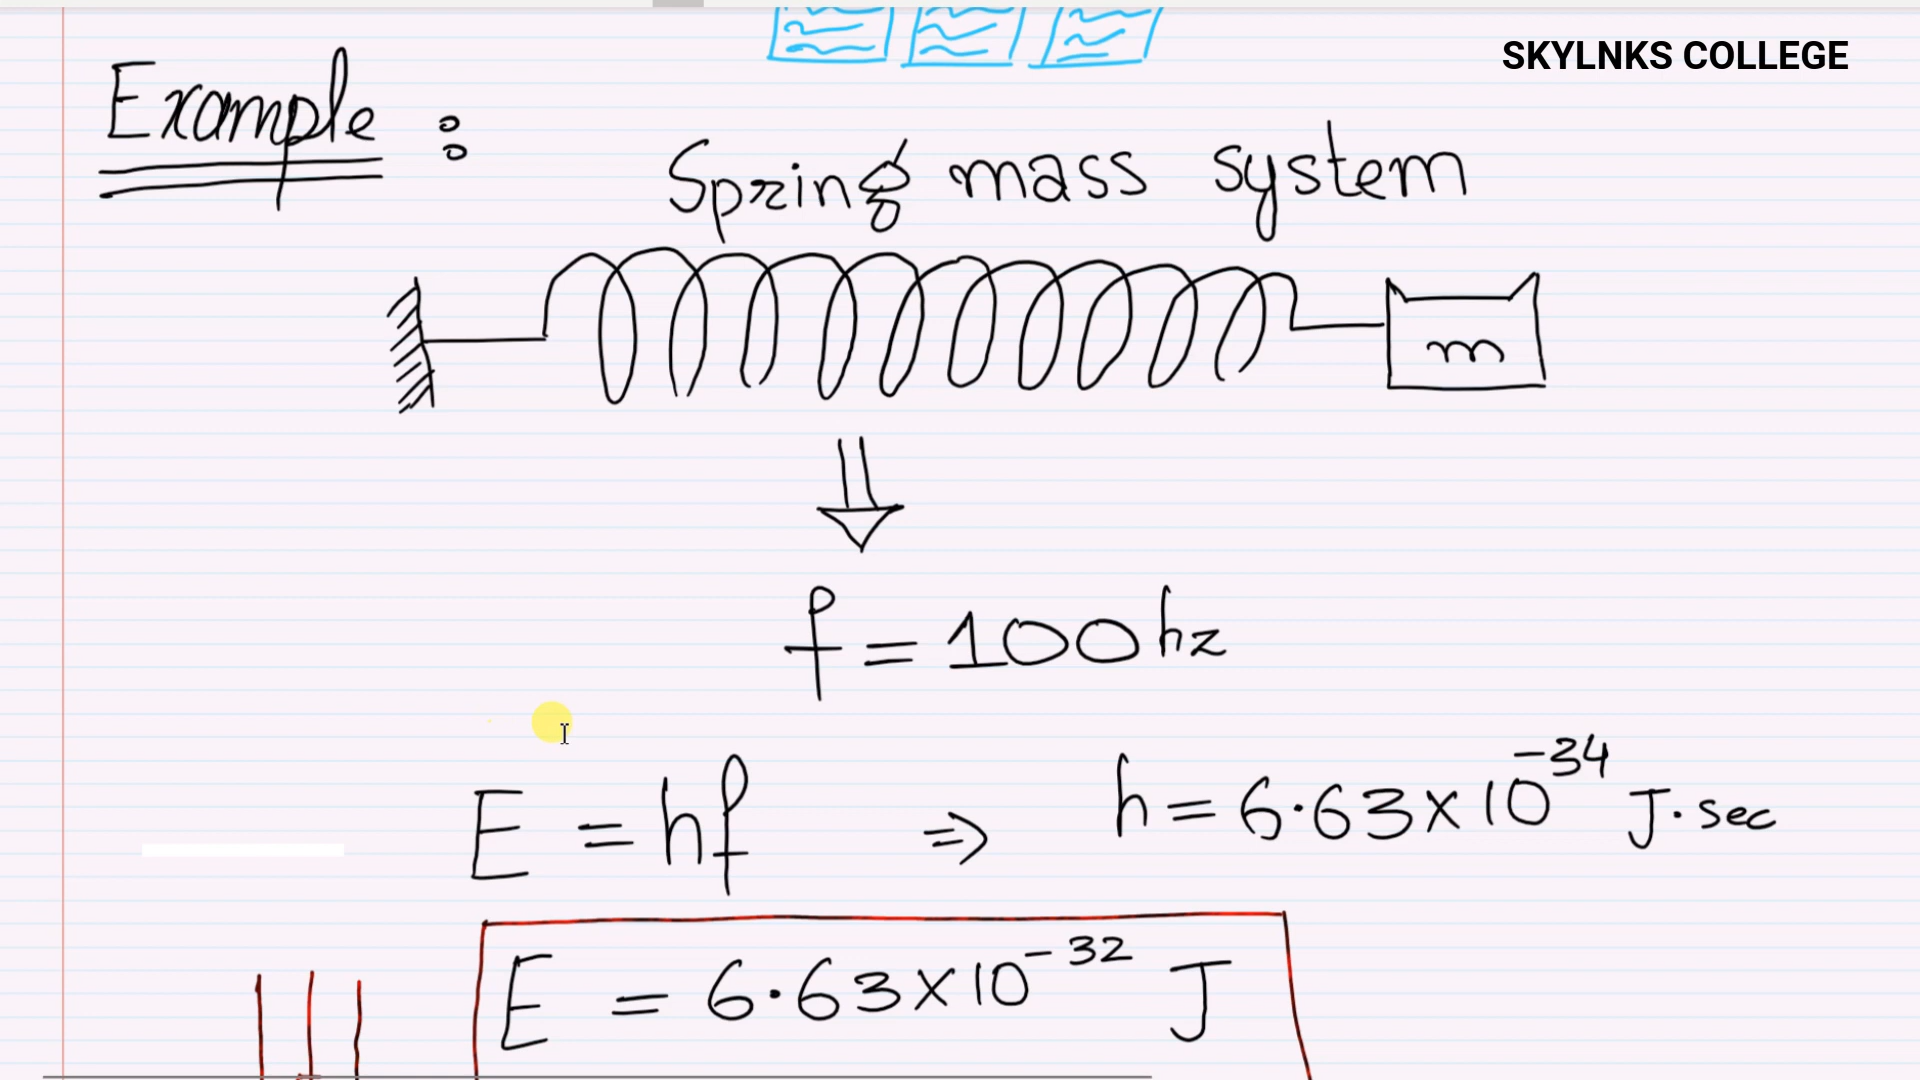 SKYLNKS COLLEGE
Example :
Spring mass system
m
f = 100 hz
E = hf ⇒ h = 6.63 × 10⁻³⁴ J·sec
E = 6.63 × 10⁻³² J